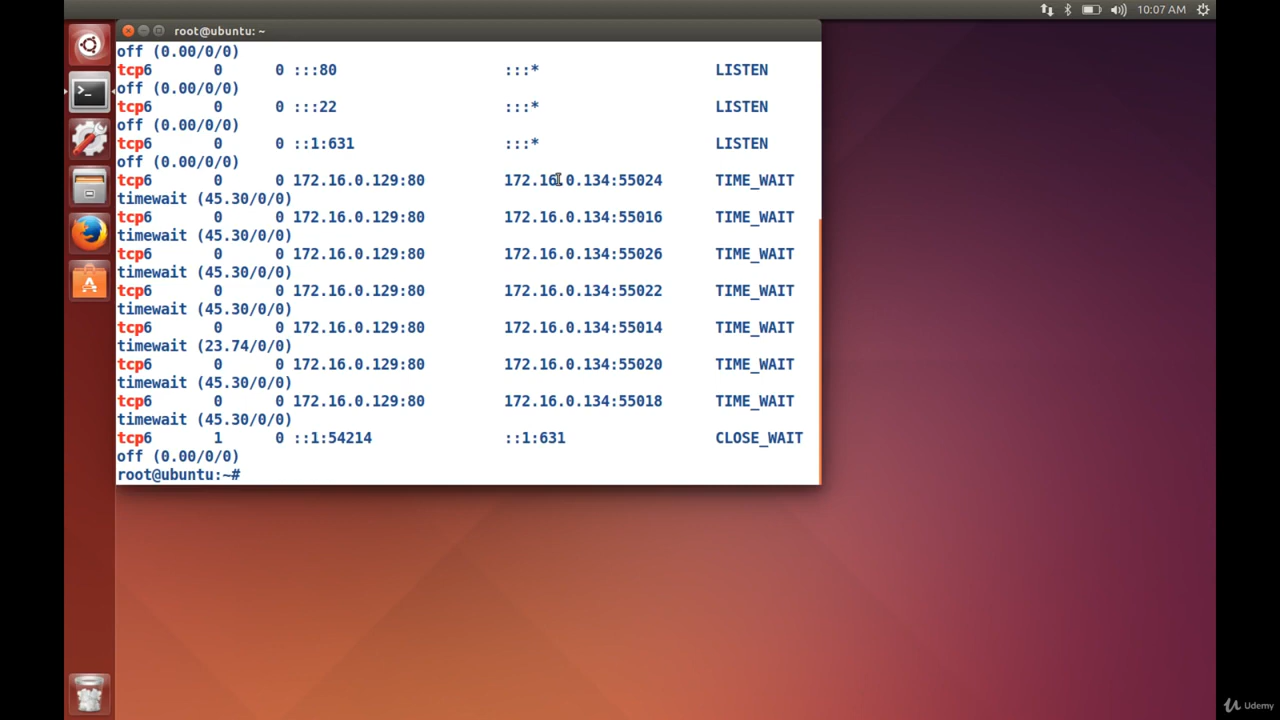 10:07 AM
root@ubuntu: ~
off (0.00/0/0)
tcp6 0 0 :::80 :::* LISTEN
off (0.00/0/0)
tcp6 0 0 :::22 :::* LISTEN
off (0.00/0/0)
tcp6 0 0 ::1:631 :::* LISTEN
off (0.00/0/0)
tcp6 0 0 172.16.0.129:80 172.16.0.134:55024 TIME_WAIT
timewait (45.30/0/0)
tcp6 0 0 172.16.0.129:80 172.16.0.134:55016 TIME_WAIT
timewait (45.30/0/0)
tcp6 0 0 172.16.0.129:80 172.16.0.134:55026 TIME_WAIT
timewait (45.30/0/0)
tcp6 0 0 172.16.0.129:80 172.16.0.134:55022 TIME_WAIT
timewait (45.30/0/0)
tcp6 0 0 172.16.0.129:80 172.16.0.134:55014 TIME_WAIT
timewait (23.74/0/0)
tcp6 0 0 172.16.0.129:80 172.16.0.134:55020 TIME_WAIT
timewait (45.30/0/0)
tcp6 0 0 172.16.0.129:80 172.16.0.134:55018 TIME_WAIT
timewait (45.30/0/0)
tcp6 1 0 ::1:54214 ::1:631 CLOSE_WAIT
off (0.00/0/0)
root@ubuntu:~#
Udemy